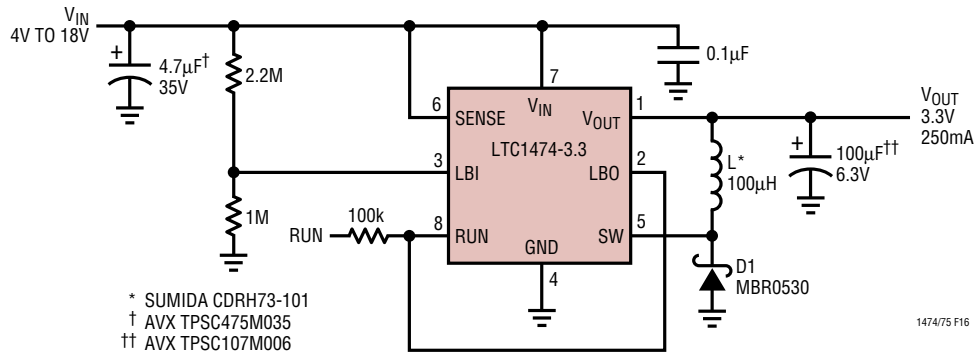 VIN
4V TO 18V
+
4.7µF†
35V
2.2M
0.1µF
7
6
SENSE
VIN
VOUT
1
VOUT
3.3V
250mA
LTC1474-3.3
3
LBI
LBO
2
L*
100µH
+
100µF††
6.3V
1M
100k
RUN
8
RUN
GND
SW
5
4
D1
MBR0530
* SUMIDA CDRH73-101
† AVX TPSC475M035
†† AVX TPSC107M006
1474/75 F16